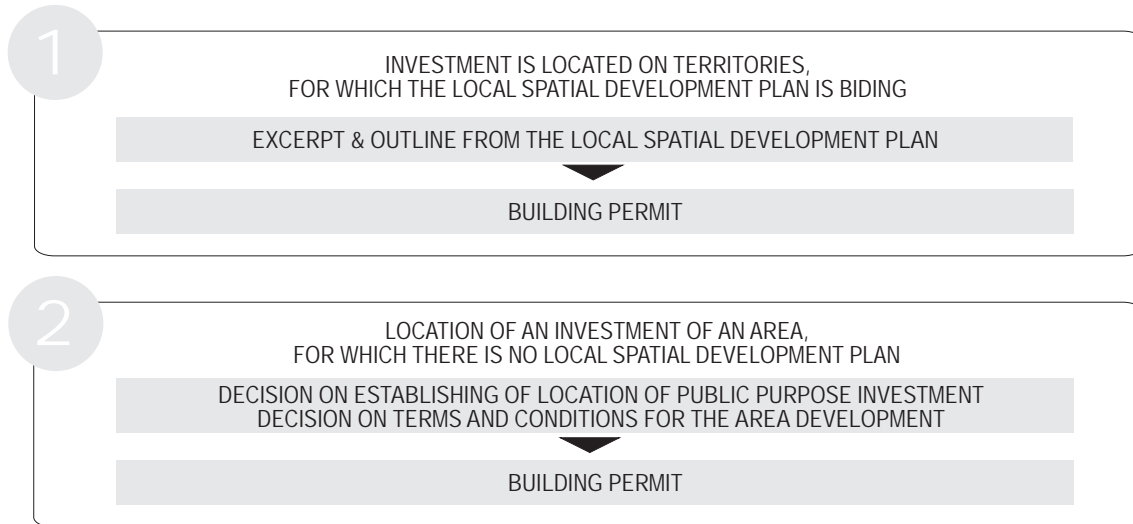 1
INVESTMENT IS LOCATED ON TERRITORIES,
FOR WHICH THE LOCAL SPATIAL DEVELOPMENT PLAN IS BIDING
EXCERPT & OUTLINE FROM THE LOCAL SPATIAL DEVELOPMENT PLAN
BUILDING PERMIT
2
LOCATION OF AN INVESTMENT OF AN AREA,
FOR WHICH THERE IS NO LOCAL SPATIAL DEVELOPMENT PLAN
DECISION ON ESTABLISHING OF LOCATION OF PUBLIC PURPOSE INVESTMENT
DECISION ON TERMS AND CONDITIONS FOR THE AREA DEVELOPMENT
BUILDING PERMIT